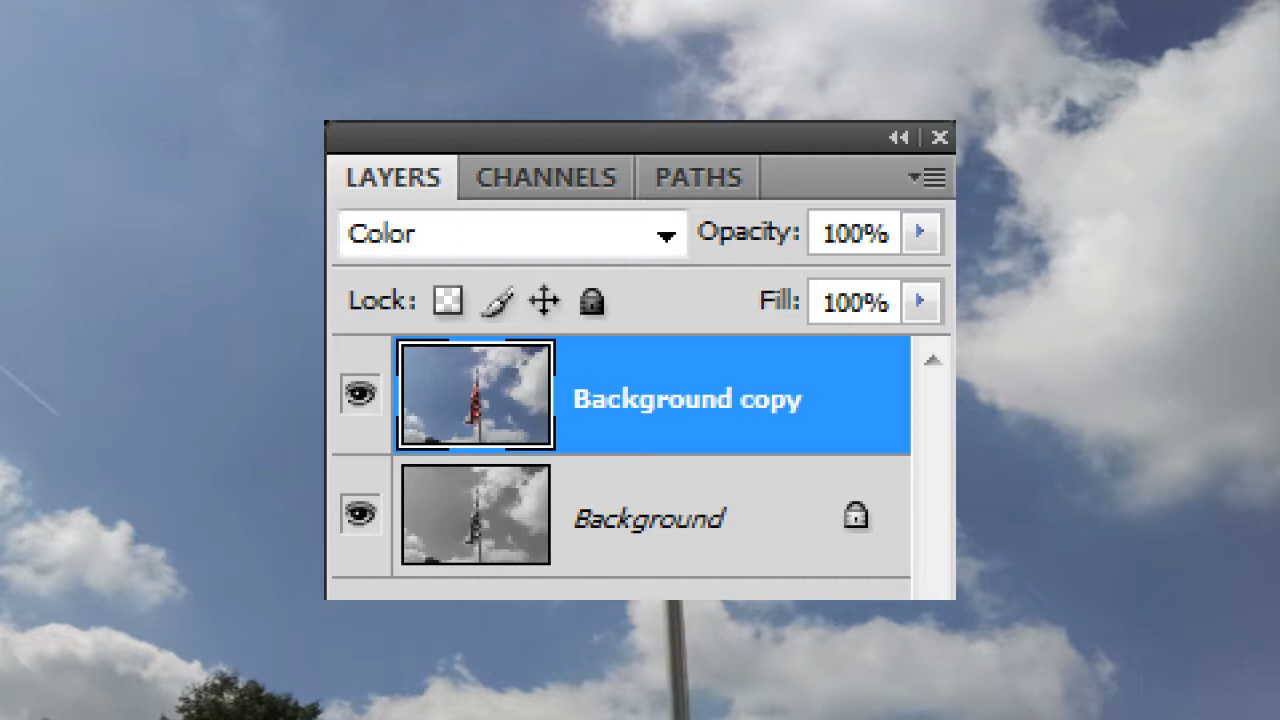 LAYERS CHANNELS PATHS
Color Opacity: 100%
Lock: Fill: 100%
Background copy
Background